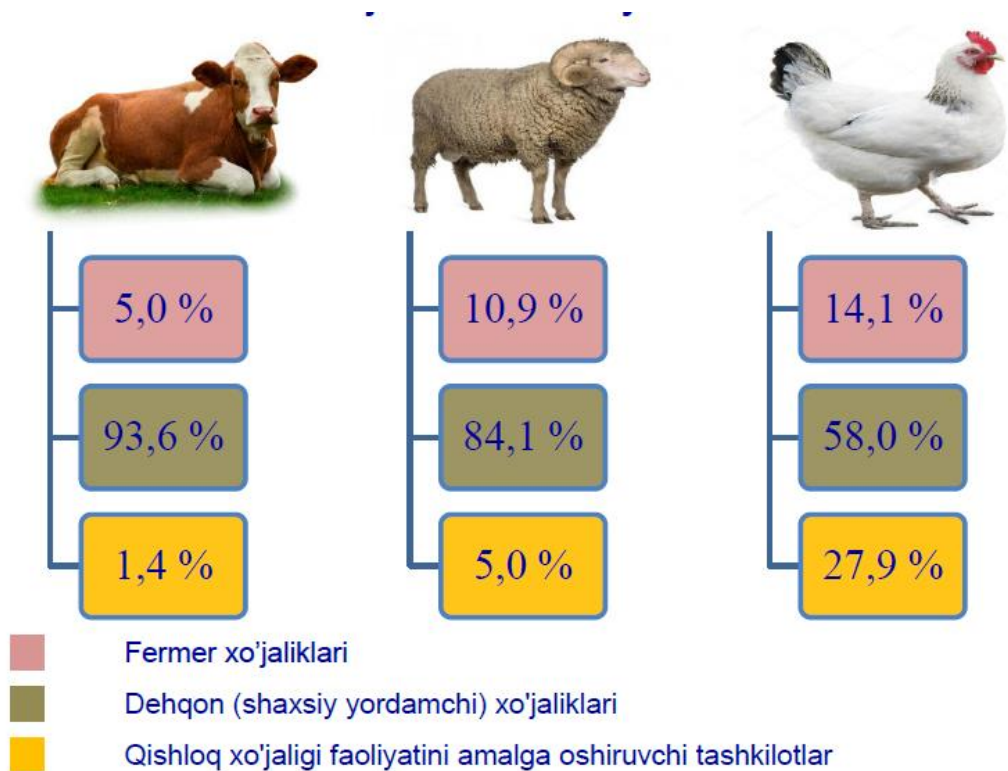 5,0 % 10,9 % 14,1 %
93,6 % 84,1 % 58,0 %
1,4 % 5,0 % 27,9 %
Fermer xo’jaliklari
Dehqon (shaxsiy yordamchi) xo'jaliklari
Qishloq xo'jaligi faoliyatini amalga oshiruvchi tashkilotlar